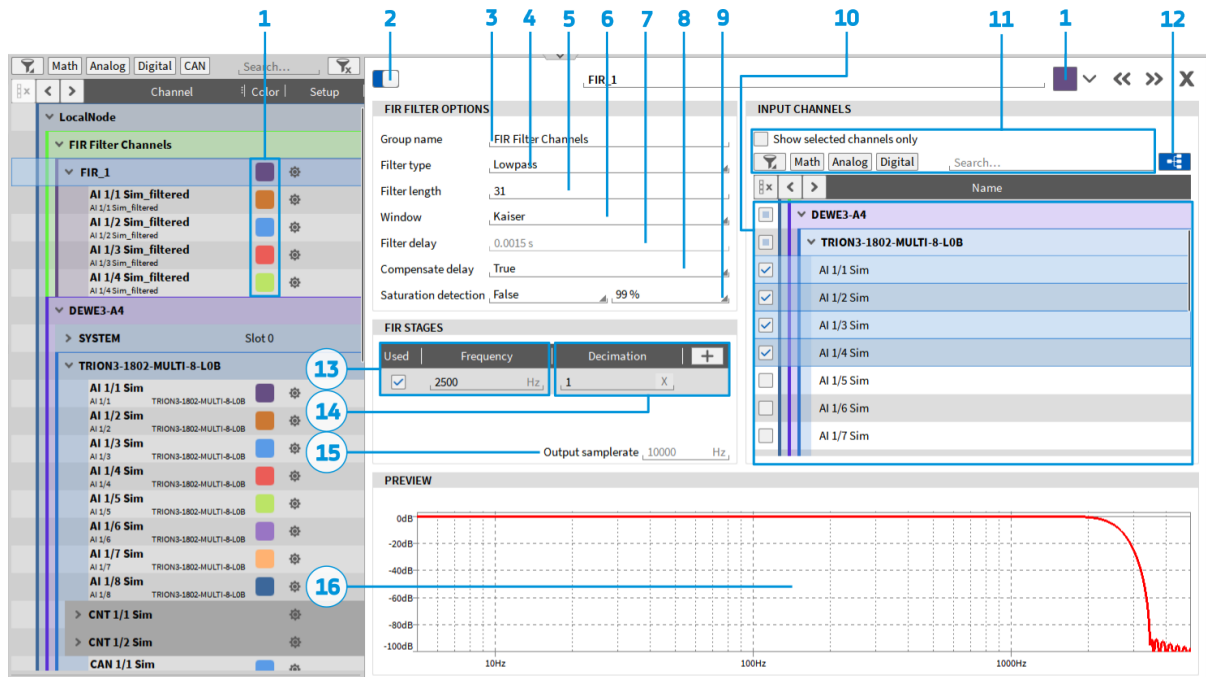 1 2 3 4 5 6 7 8 9 10 11 1 12
Math Analog Digital CAN Search...
Channel Color Setup
LocalNode
FIR Filter Channels
FIR_1
AI 1/1 Sim_filtered
AI 1/1 Sim_filtered
AI 1/2 Sim_filtered
AI 1/2 Sim_filtered
AI 1/3 Sim_filtered
AI 1/3 Sim_filtered
AI 1/4 Sim_filtered
AI 1/4 Sim_filtered
DEWE3-A4
SYSTEM Slot 0
TRION3-1802-MULTI-8-L0B
AI 1/1 Sim
AI 1/1 TRION3-1802-MULTI-8-L0B
AI 1/2 Sim
AI 1/2 TRION3-1802-MULTI-8-L0B
AI 1/3 Sim
AI 1/3 TRION3-1802-MULTI-8-L0B
AI 1/4 Sim
AI 1/4 TRION3-1802-MULTI-8-L0B
AI 1/5 Sim
AI 1/5 TRION3-1802-MULTI-8-L0B
AI 1/6 Sim
AI 1/6 TRION3-1802-MULTI-8-L0B
AI 1/7 Sim
AI 1/7 TRION3-1802-MULTI-8-L0B
AI 1/8 Sim
AI 1/8 TRION3-1802-MULTI-8-L0B
CNT 1/1 Sim
CNT 1/2 Sim
CAN 1/1 Sim
FIR_1
FIR FILTER OPTIONS
Group name FIR Filter Channels
Filter type Lowpass
Filter length 31
Window Kaiser
Filter delay 0.0015 s
Compensate delay True
Saturation detection False 99 %
FIR STAGES
Used Frequency Decimation +
2500 Hz 1 X
13
14
15
Output samplerate 10000 Hz
INPUT CHANNELS
Show selected channels only
Math Analog Digital Search...
Name
DEWE3-A4
TRION3-1802-MULTI-8-L0B
AI 1/1 Sim
AI 1/2 Sim
AI 1/3 Sim
AI 1/4 Sim
AI 1/5 Sim
AI 1/6 Sim
AI 1/7 Sim
PREVIEW
0dB
-20dB
-40dB
16
-60dB
-80dB
-100dB
10Hz 100Hz 1000Hz